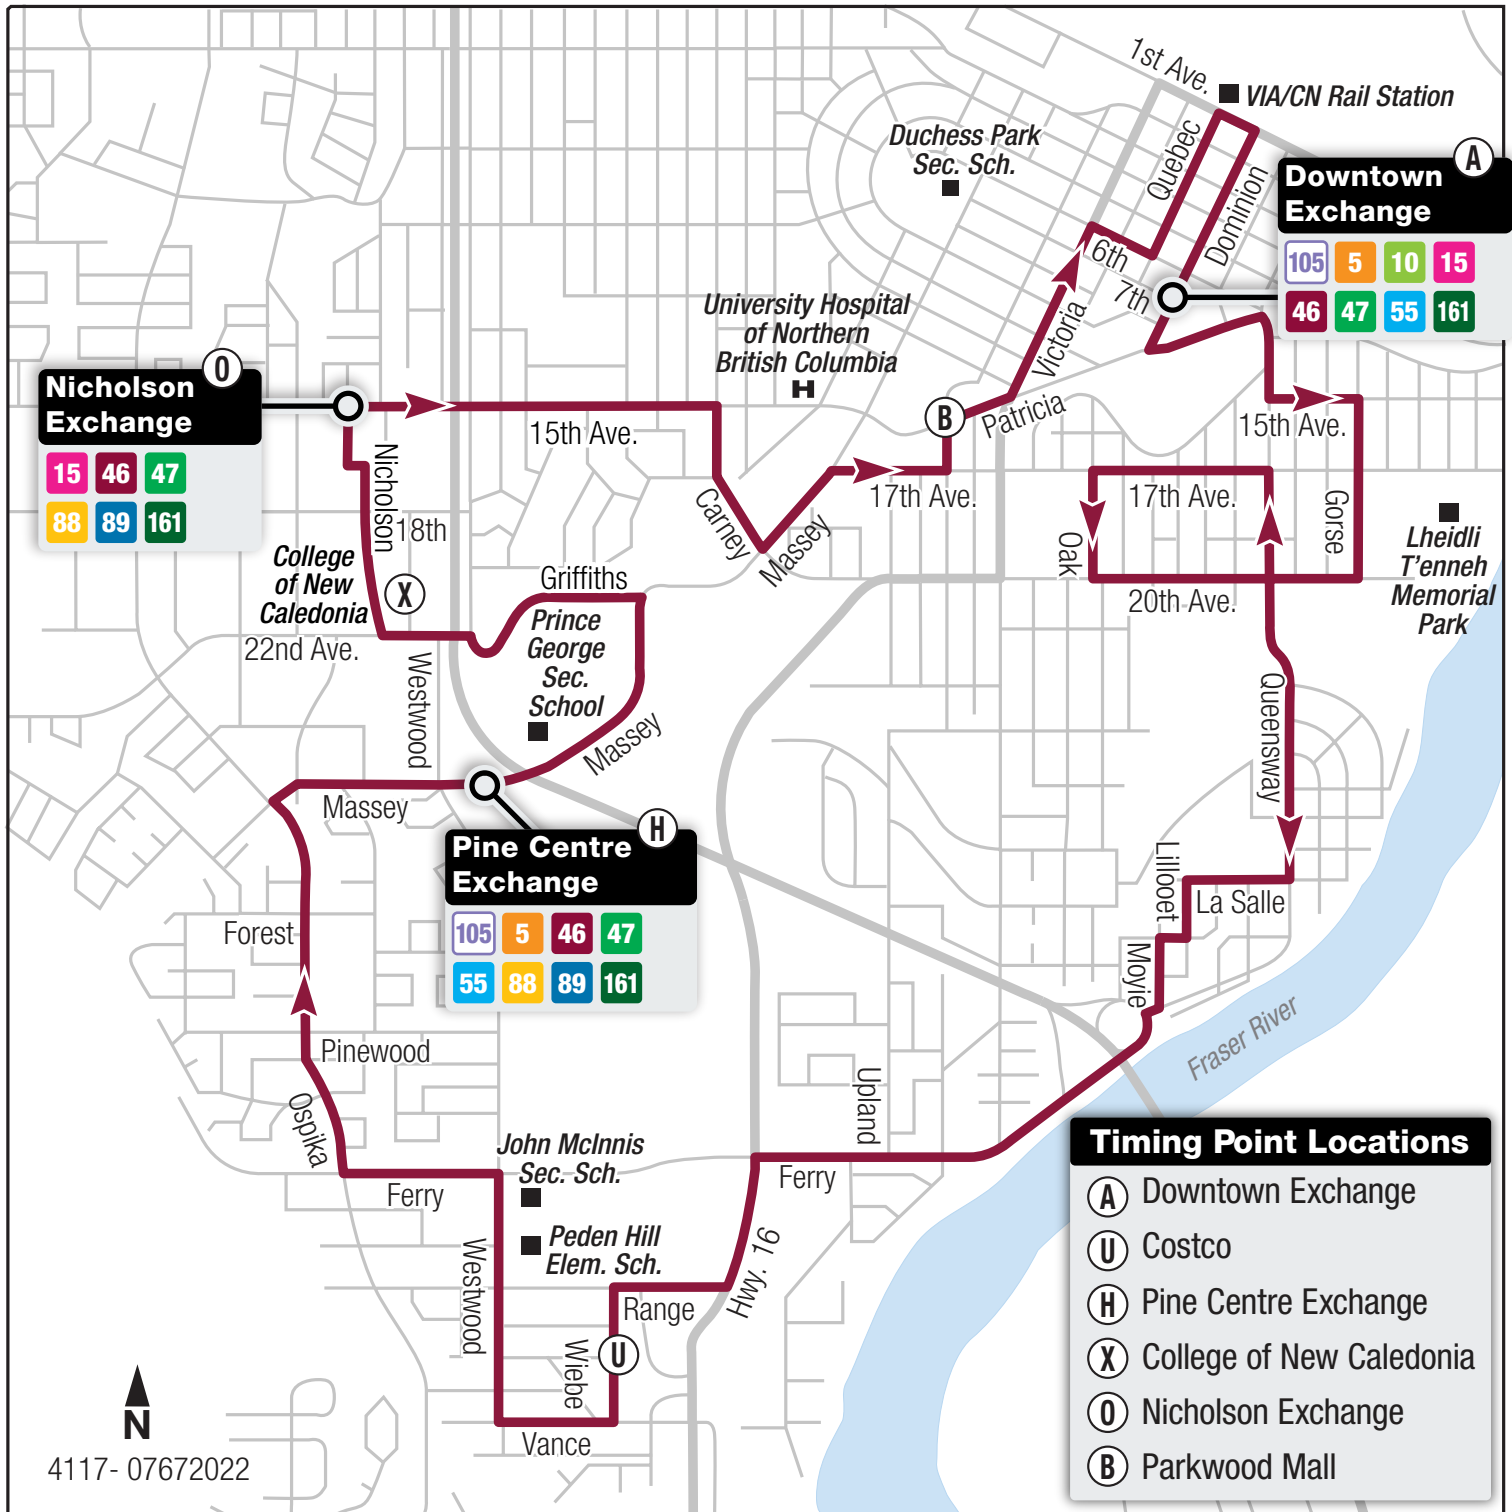 1st Ave.
VIA/CN Rail Station
Duchess Park
Sec. Sch.
Quebec
Dominion
A
Downtown
Exchange
105 5 10 15
46 47 55 161
6th
7th
Victoria
University Hospital
of Northern
British Columbia
H
O
Nicholson
Exchange
15 46 47
88 89 161
15th Ave.
B
Patricia
15th Ave.
Nicholson
18th
Carney
Massey
17th Ave.
17th Ave.
Oak
Gorse
20th Ave.
Lheidli
T'enneh
Memorial
Park
College
of New
Caledonia
X
22nd Ave.
Griffiths
Prince
George
Sec.
School
Westwood
Massey
Massey
Queensway
H
Pine Centre
Exchange
105 5 46 47
55 88 89 161
Lillooet
La Salle
Moyie
Forest
Pinewood
Ospika
Fraser River
Upland
John McInnis
Sec. Sch.
Ferry
Ferry
Peden Hill
Elem. Sch.
Westwood
Hwy. 16
Range
Wiebe
U
Vance
N
4117- 07672022
Timing Point Locations
A Downtown Exchange
U Costco
H Pine Centre Exchange
X College of New Caledonia
O Nicholson Exchange
B Parkwood Mall